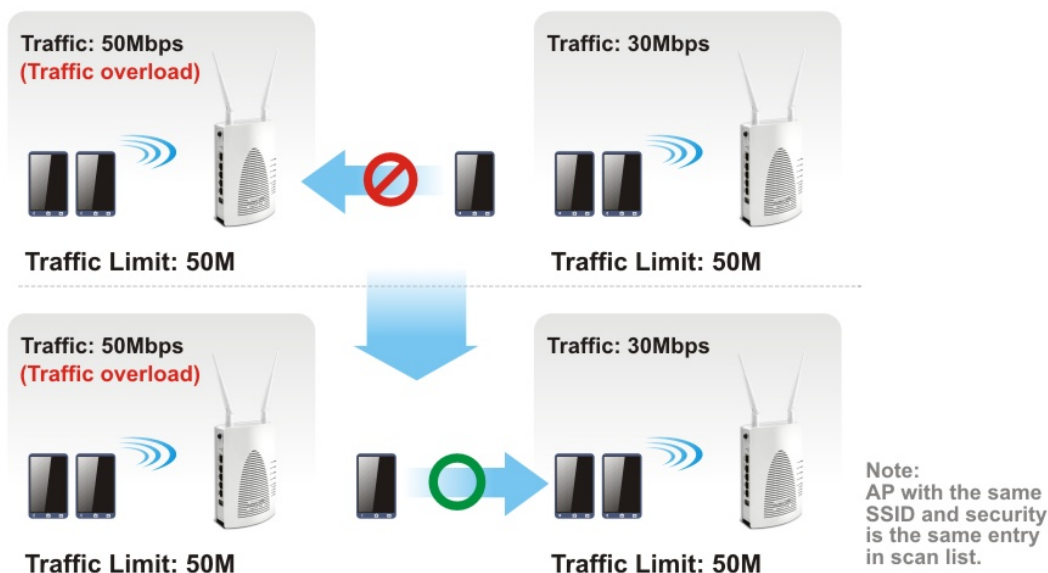 Traffic: 50Mbps
(Traffic overload)
Traffic: 30Mbps
Traffic Limit: 50M
Traffic Limit: 50M
Traffic: 50Mbps
(Traffic overload)
Traffic: 30Mbps
Traffic Limit: 50M
Traffic Limit: 50M
Note:
AP with the same
SSID and security
is the same entry
in scan list.